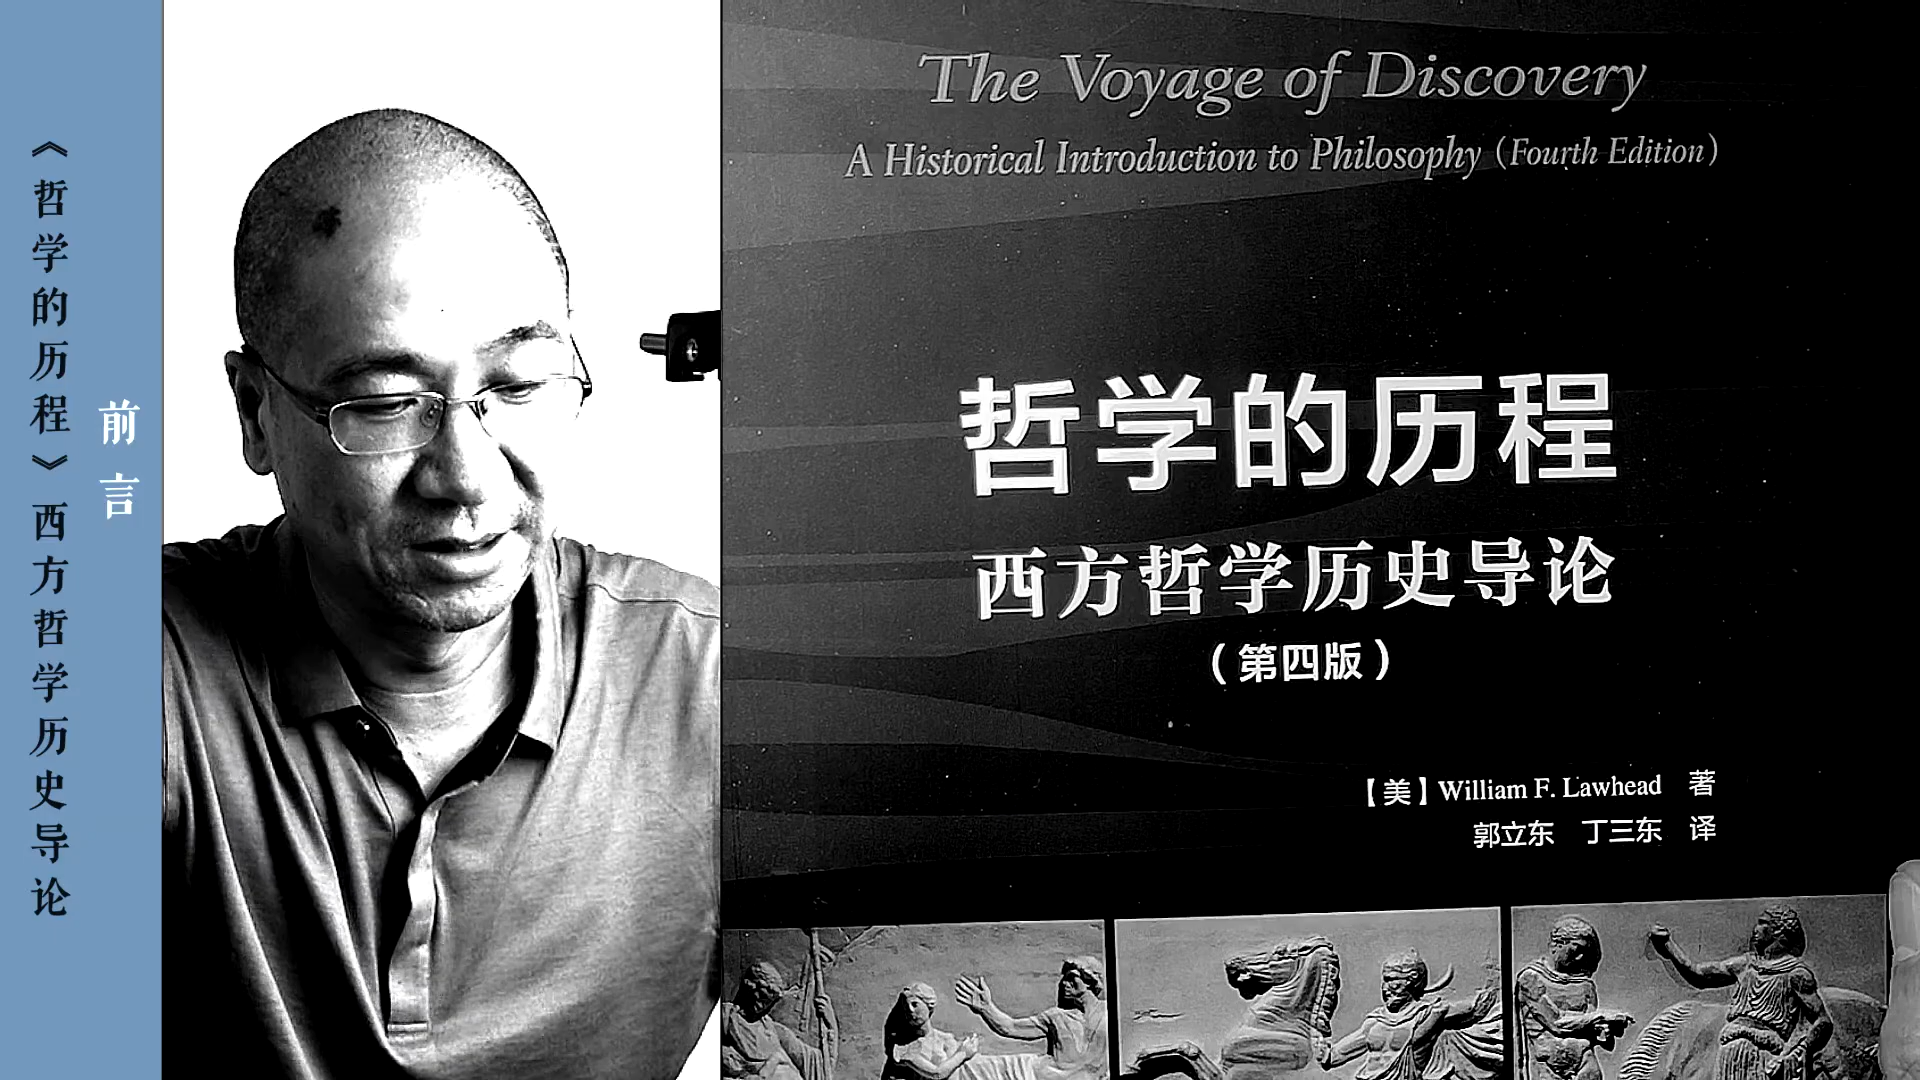 《哲学的历程》西方哲学历史导论
前言
The Voyage of Discovery
A Historical Introduction to Philosophy (Fourth Edition)
哲学的历程
西方哲学历史导论
（第四版）
【美】William F. Lawhead 著
郭立东 丁三东 译